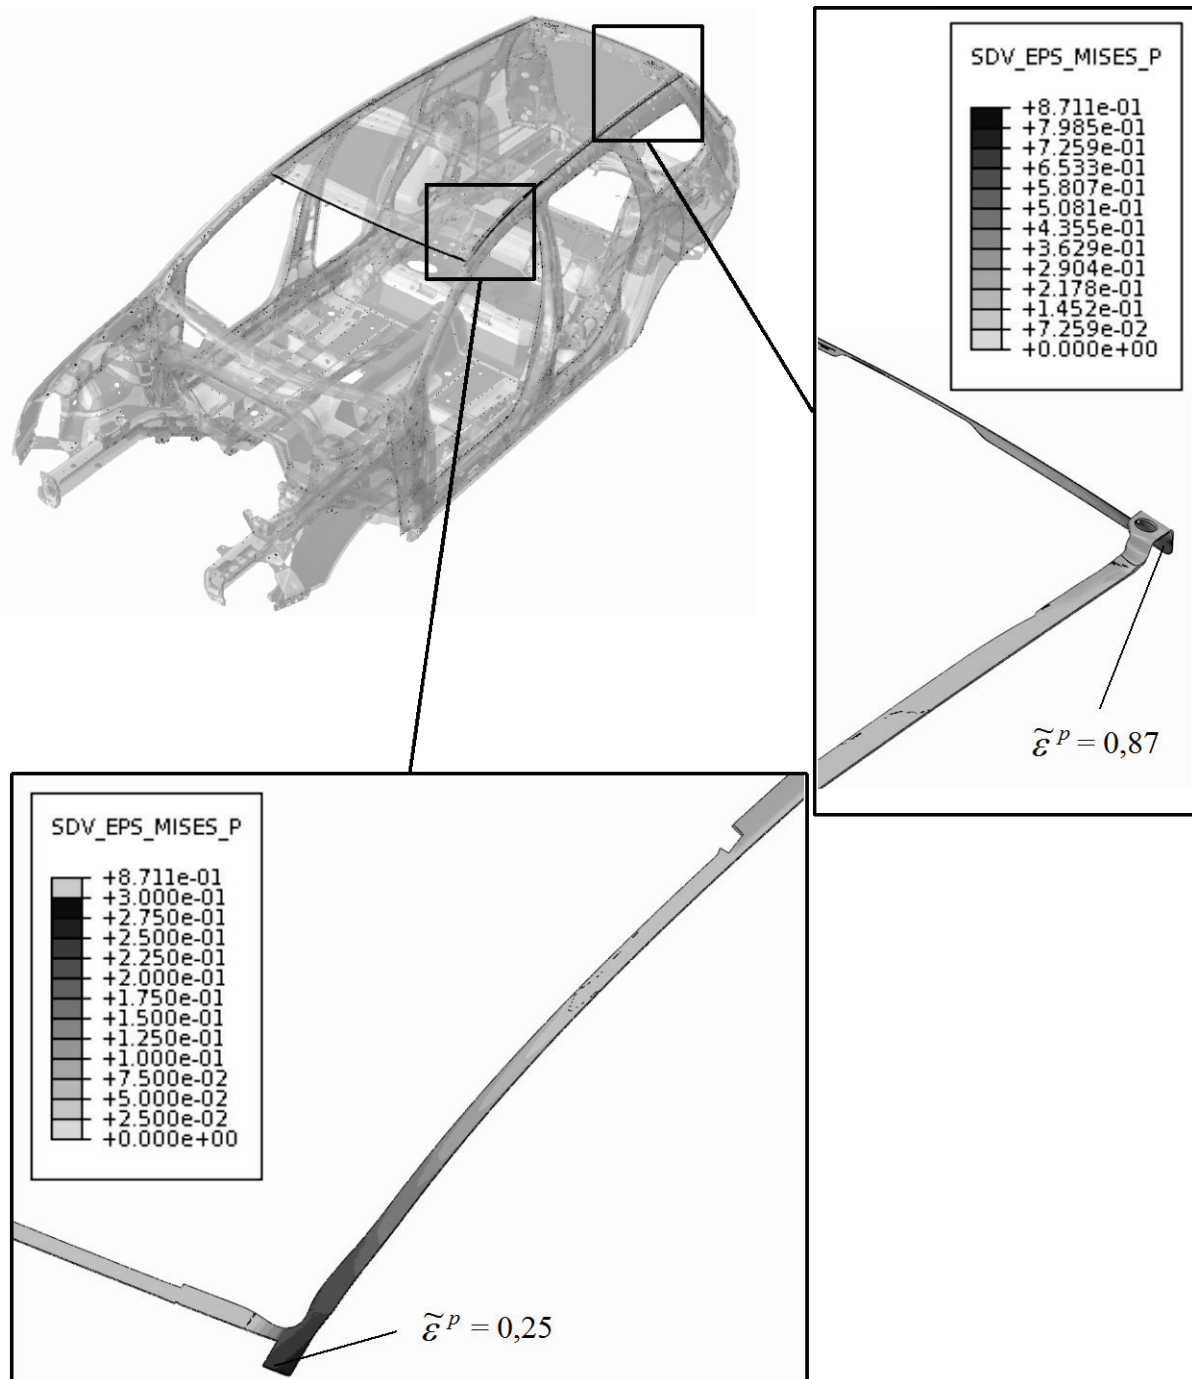 SDV_EPS_MISES_P
+8.711e-01
+7.985e-01
+7.259e-01
+6.533e-01
+5.807e-01
+5.081e-01
+4.355e-01
+3.629e-01
+2.904e-01
+2.178e-01
+1.452e-01
+7.259e-02
+0.000e+00
ε̃ᵖ = 0,87
SDV_EPS_MISES_P
+8.711e-01
+3.000e-01
+2.750e-01
+2.500e-01
+2.250e-01
+2.000e-01
+1.750e-01
+1.500e-01
+1.250e-01
+1.000e-01
+7.500e-02
+5.000e-02
+2.500e-02
+0.000e+00
ε̃ᵖ = 0,25